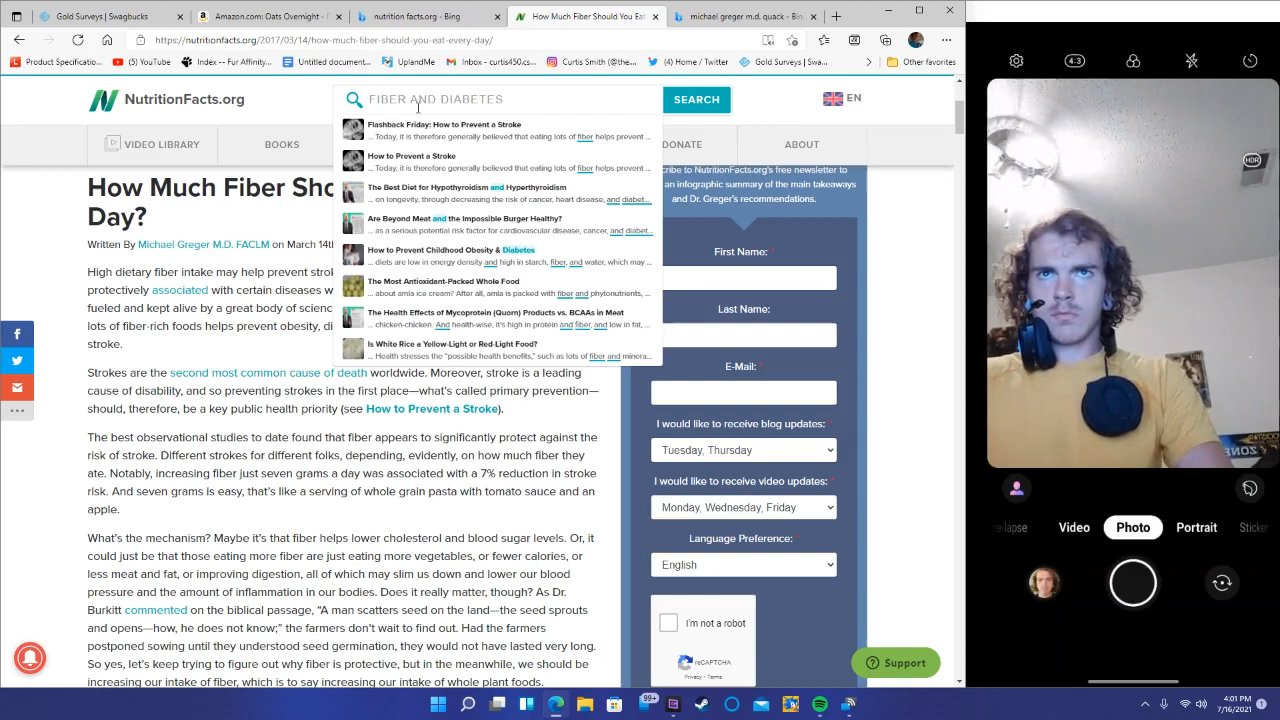 Gold Surveys | Swagbucks
Amazon.com: Oats Overnight - C
nutrition facts.org - Bing
How Much Fiber Should You Eat
michael greger m.d. quack - Bin
https://nutritionfacts.org/2017/03/14/how-much-fiber-should-you-eat-every-day/
Product Specificatio...
(5) YouTube
Index -- Fur Affinity...
Untitled document...
UplandMe
Inbox - curtis450.cs...
Curtis Smith (@the...
(4) Home / Twitter
Gold Surveys | Swa...
Other favorites
NutritionFacts.org
FIBER AND DIABETES
SEARCH
EN
VIDEO LIBRARY
BOOKS
DONATE
ABOUT
Flashback Friday: How to Prevent a Stroke
... Today, it is therefore generally believed that eating lots of fiber helps prevent ...
How to Prevent a Stroke
... Today, it is therefore generally believed that eating lots of fiber helps prevent ...
The Best Diet for Hypothyroidism and Hyperthyroidism
... on longevity, through decreasing the risk of cancer, heart disease, and diabet...
Are Beyond Meat and the Impossible Burger Healthy?
... as a serious potential risk factor for cardiovascular disease, cancer, and diabet...
How to Prevent Childhood Obesity & Diabetes
... diets are low in energy density and high in starch, fiber, and water, which may ...
The Most Antioxidant-Packed Whole Food
... about amla ice cream? After all, amla is packed with fiber and phytonutrients, ...
The Health Effects of Mycoprotein (Quorn) Products vs. BCAAs in Meat
... chicken-chicken. And health-wise, it's high in protein and fiber, and low in fat, ...
Is White Rice a Yellow-Light or Red-Light Food?
... Health stresses the "possible health benefits," such as lots of fiber and minera...
How Much Fiber Sho
Day?
Written By Michael Greger M.D. FACLM on March 14th
High dietary fiber intake may help prevent strok
protectively associated with certain diseases w
fueled and kept alive by a great body of scienc
lots of fiber-rich foods helps prevent obesity, di
stroke.
Strokes are the second most common cause of death worldwide. Moreover, stroke is a leading
cause of disability, and so preventing strokes in the first place—what's called primary prevention—
should, therefore, be a key public health priority (see How to Prevent a Stroke).
The best observational studies to date found that fiber appears to significantly protect against the
risk of stroke. Different strokes for different folks, depending, evidently, on how much fiber they
ate. Notably, increasing fiber just seven grams a day was associated with a 7% reduction in stroke
risk. And seven grams is easy, that's like a serving of whole grain pasta with tomato sauce and an
apple.
What's the mechanism? Maybe it's that fiber helps lower cholesterol and blood sugar levels. Or, it
could just be that those eating more fiber are just eating more vegetables, or fewer calories, or
less meat and fat, or improving digestion, all of which may slim us down and lower our blood
pressure and the amount of inflammation in our bodies. Does it really matter, though? As Dr.
Burkitt commented on the biblical passage, "A man scatters seed on the land—the seed sprouts
and opens—how, he does not know;" the farmers don't wait to find out. Had the farmers
postponed sowing until they understood seed germination, they would not have lasted very long.
So yes, let's keep trying to figure out why fiber is protective, but in the meanwhile, we should be
increasing our intake of fiber, which is to say increasing our intake of whole plant foods.
cribe to NutritionFacts.org's free newsletter to
an infographic summary of the main takeaways
and Dr. Greger's recommendations.
First Name: *
Last Name:
E-Mail: *
I would like to receive blog updates: *
Tuesday, Thursday
I would like to receive video updates: *
Monday, Wednesday, Friday
Language Preference: *
English
I'm not a robot
reCAPTCHA
Privacy - Terms
Support
4:3
HDR
ne-lapse
Video
Photo
Portrait
Sticker
99+
4:01 PM
7/16/2021